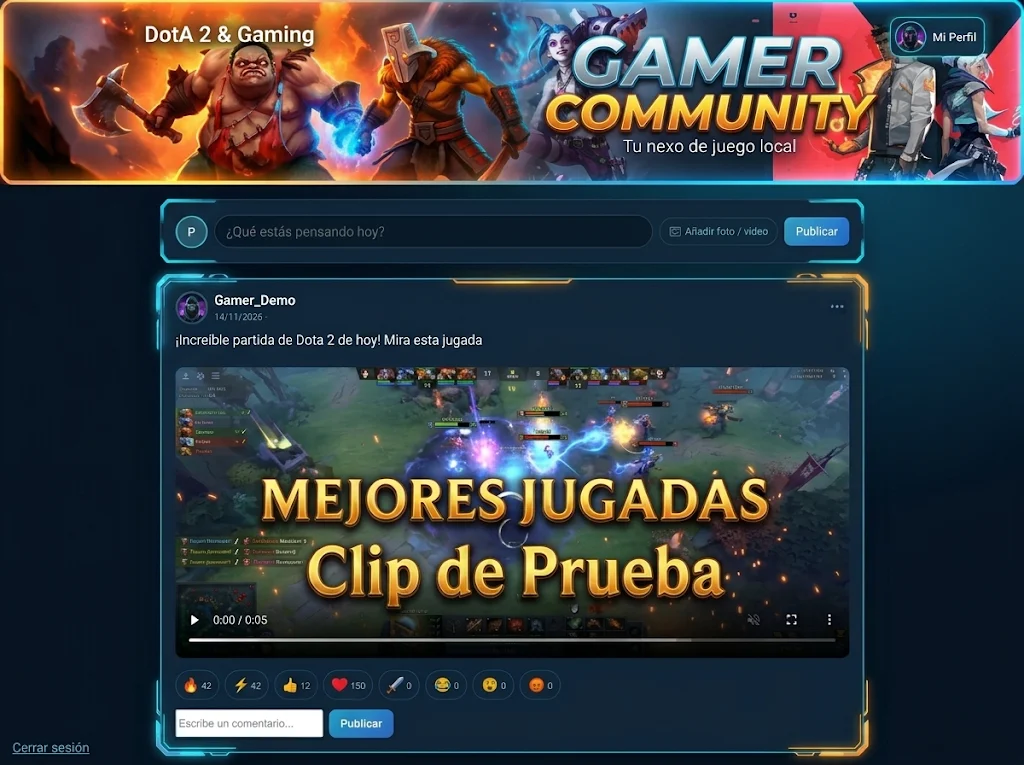 DotA 2 & Gaming
GAMER
COMMUNITY
Tu nexo de juego local
Mi Perfil
P
¿Qué estás pensando hoy?
Añadir foto / video
Publicar
Gamer_Demo
14/11/2026 ·
¡Increíble partida de Dota 2 de hoy! Mira esta jugada
MEJORES JUGADAS
Clip de Prueba
0:00 / 0:05
42
42
12
150
0
0
0
0
Escribe un comentario...
Publicar
Cerrar sesión